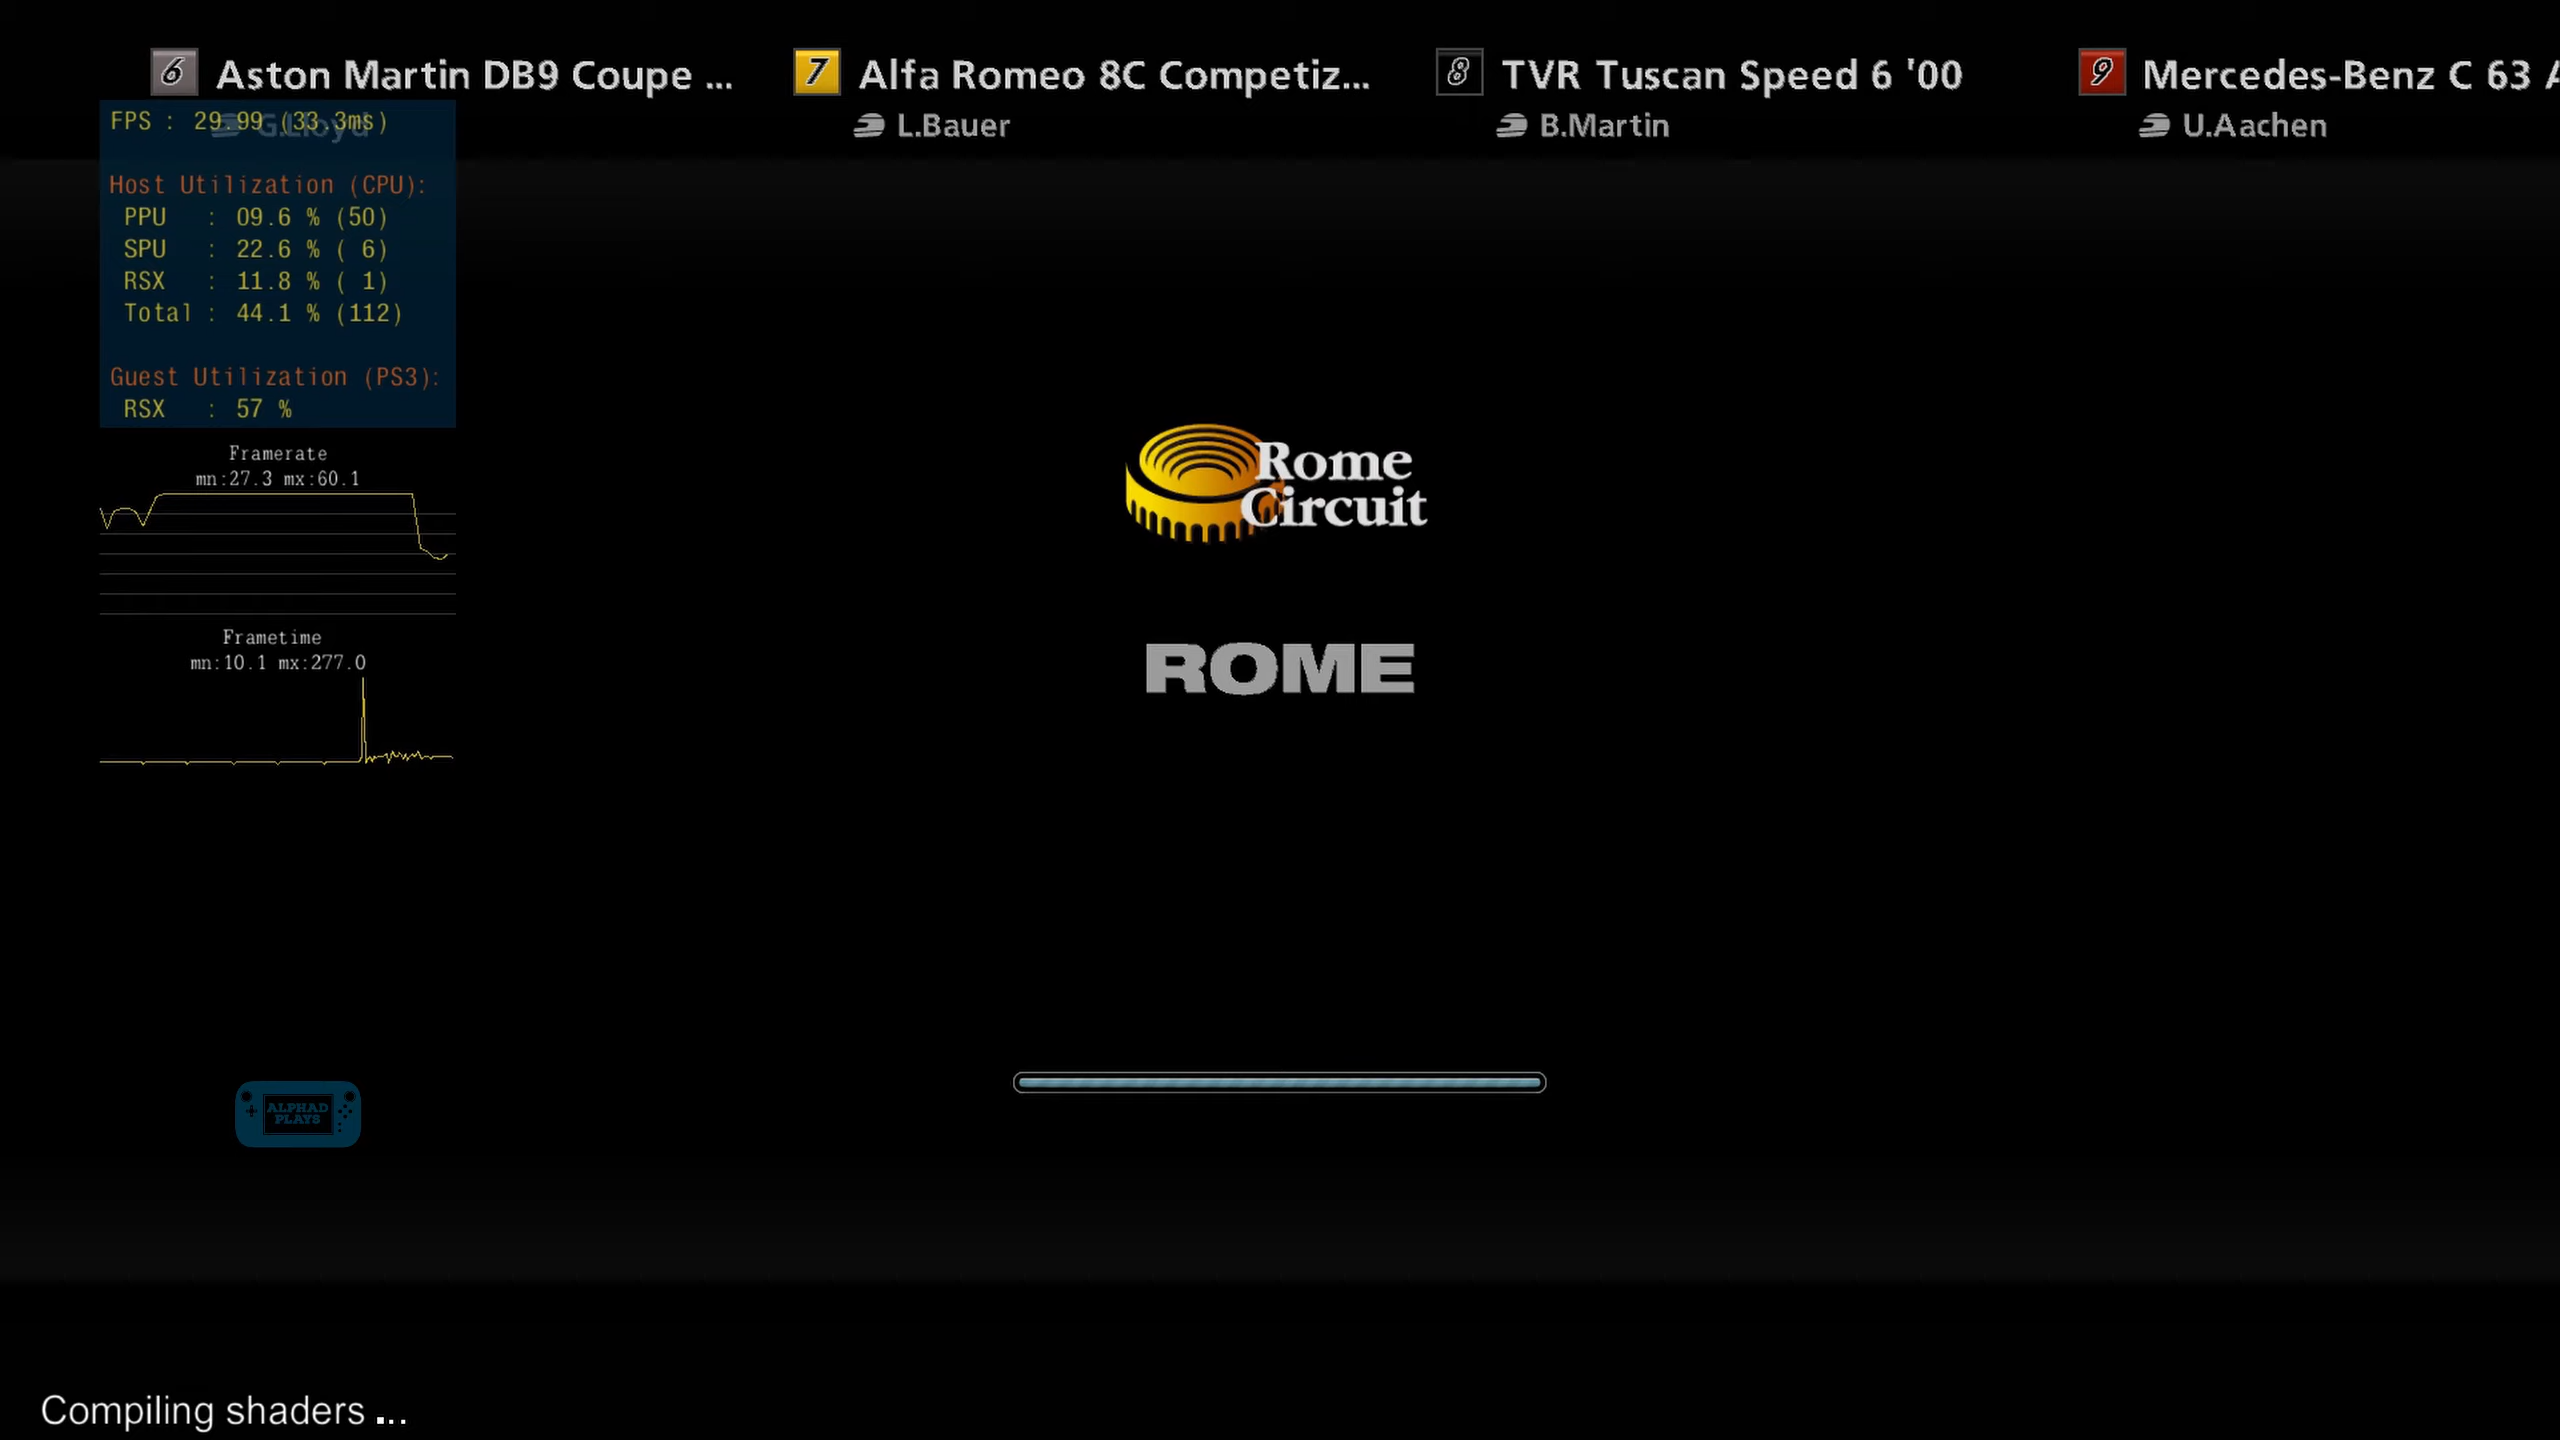 6 Aston Martin DB9 Coupe ...
G.Lloyd
7 Alfa Romeo 8C Competiz...
L.Bauer
8 TVR Tuscan Speed 6 '00
B.Martin
9 Mercedes-Benz C 63 A
U.Aachen
FPS : 29.99 (33.3ms)
Host Utilization (CPU):
PPU : 09.6 % (50)
SPU : 22.6 % ( 6)
RSX : 11.8 % ( 1)
Total : 44.1 % (112)
Guest Utilization (PS3):
RSX : 57 %
Framerate
mn:27.3 mx:60.1
Frametime
mn:10.1 mx:277.0
Rome
Circuit
ROME
ALPHAD
PLAYS
Compiling shaders ...